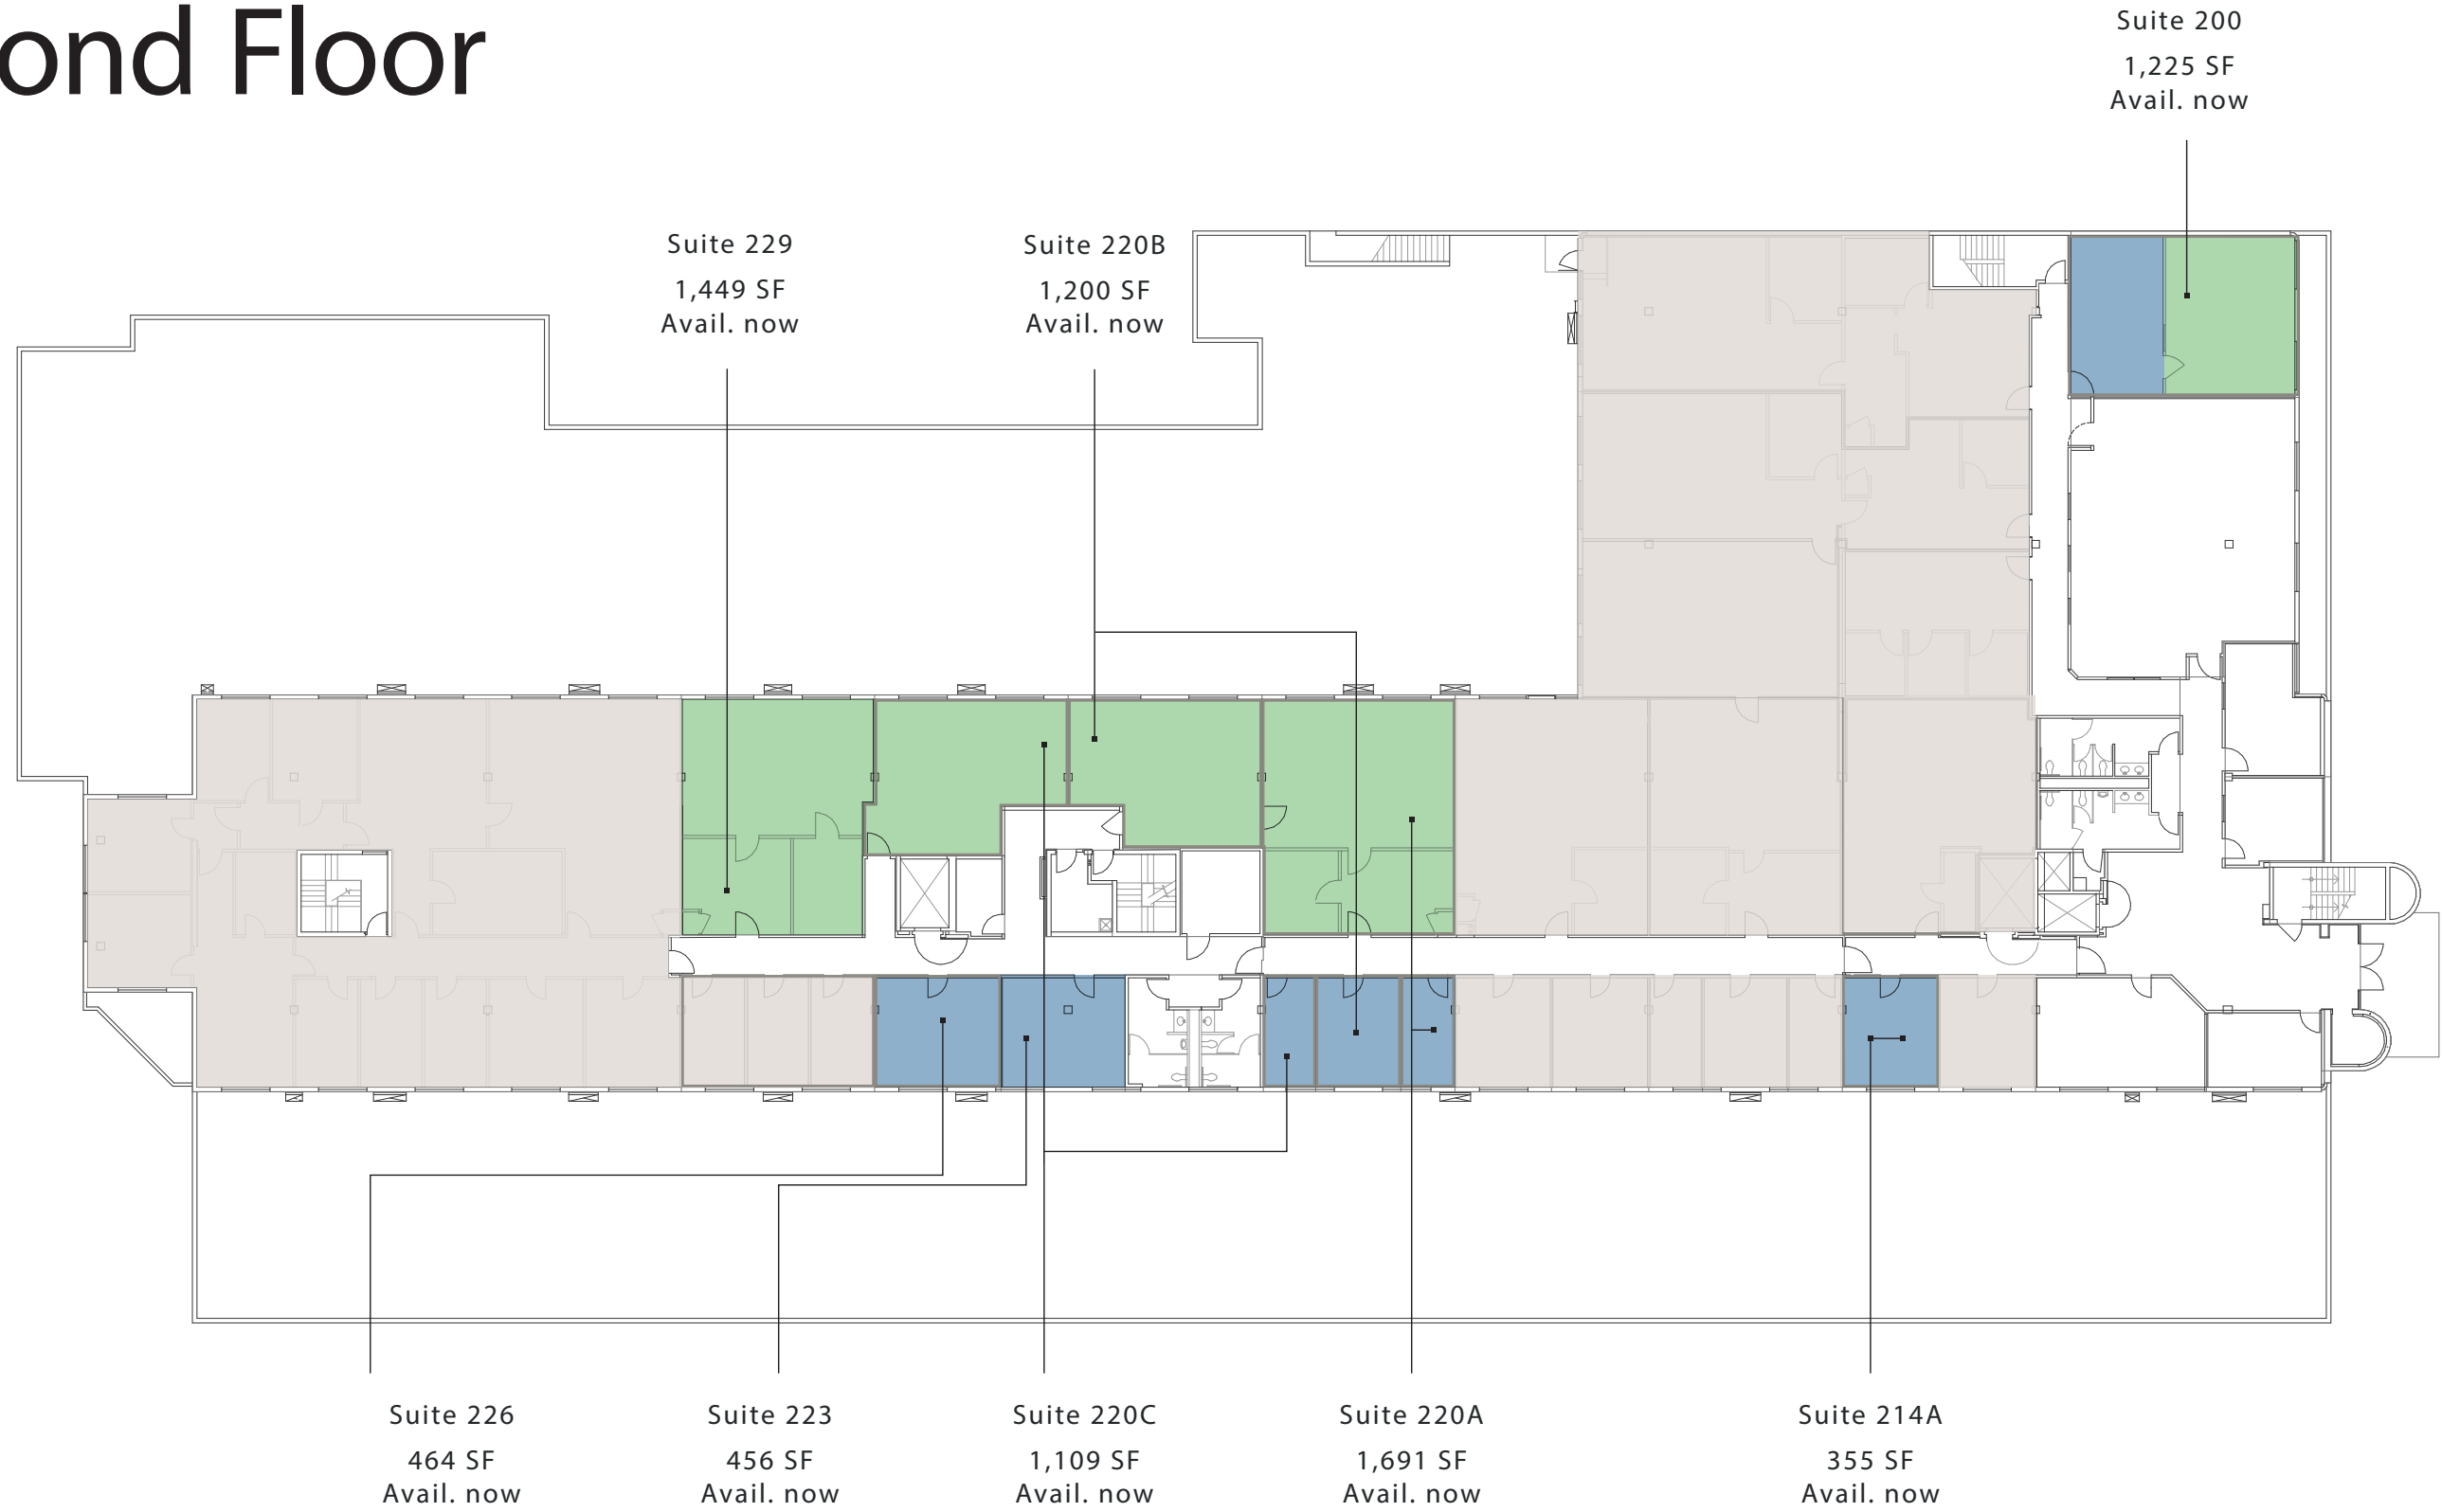 ond Floor
Suite 200
1,225 SF
Avail. now
Suite 229
1,449 SF
Avail. now
Suite 220B
1,200 SF
Avail. now
Suite 226
464 SF
Avail. now
Suite 223
456 SF
Avail. now
Suite 220C
1,109 SF
Avail. now
Suite 220A
1,691 SF
Avail. now
Suite 214A
355 SF
Avail. now